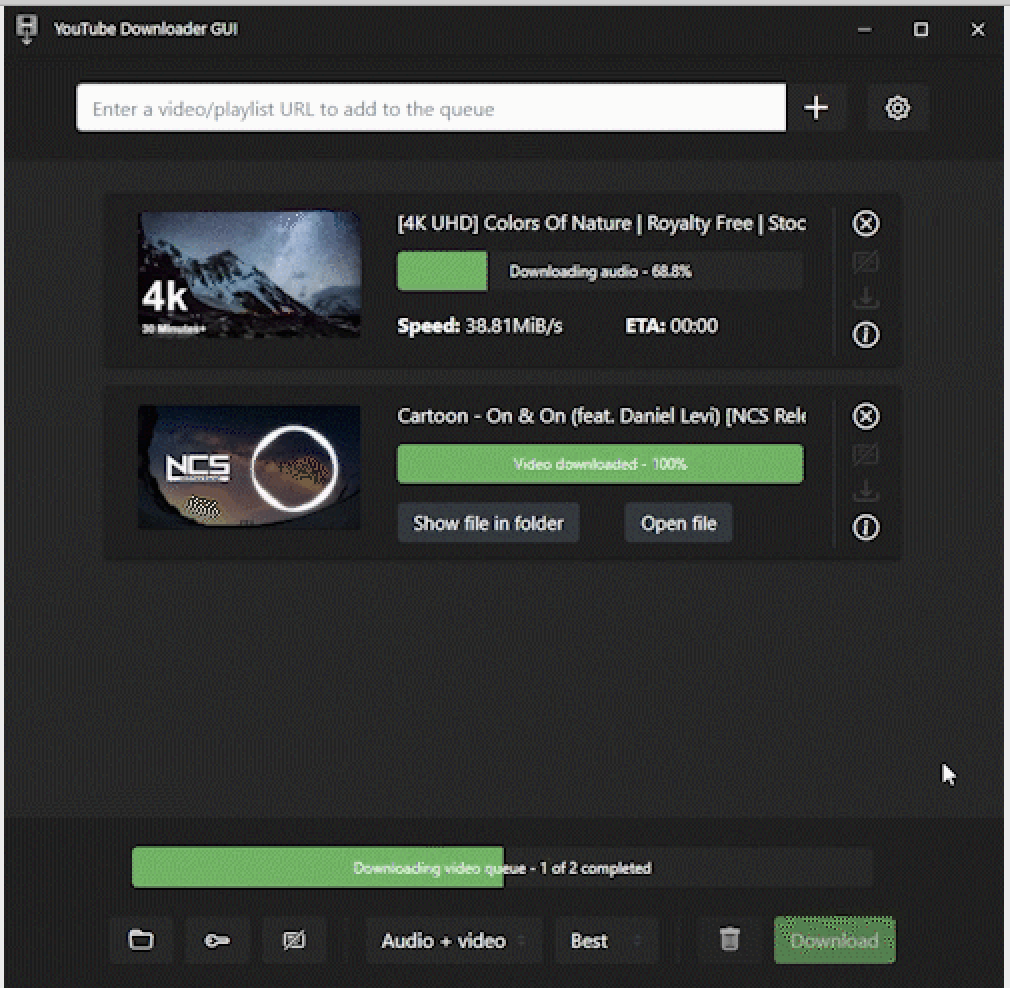 YouTube Downloader GUI
Enter a video/playlist URL to add to the queue
[4K UHD] Colors Of Nature | Royalty Free | Stoc
4k
30 Minutes+
Downloading audio - 68.8%
Speed: 38.81MiB/s ETA: 00:00
Cartoon - On & On (feat. Daniel Levi) [NCS Rele
NCS
Video downloaded - 100%
Show file in folder Open file
Downloading video queue - 1 of 2 completed
Audio + video Best Download